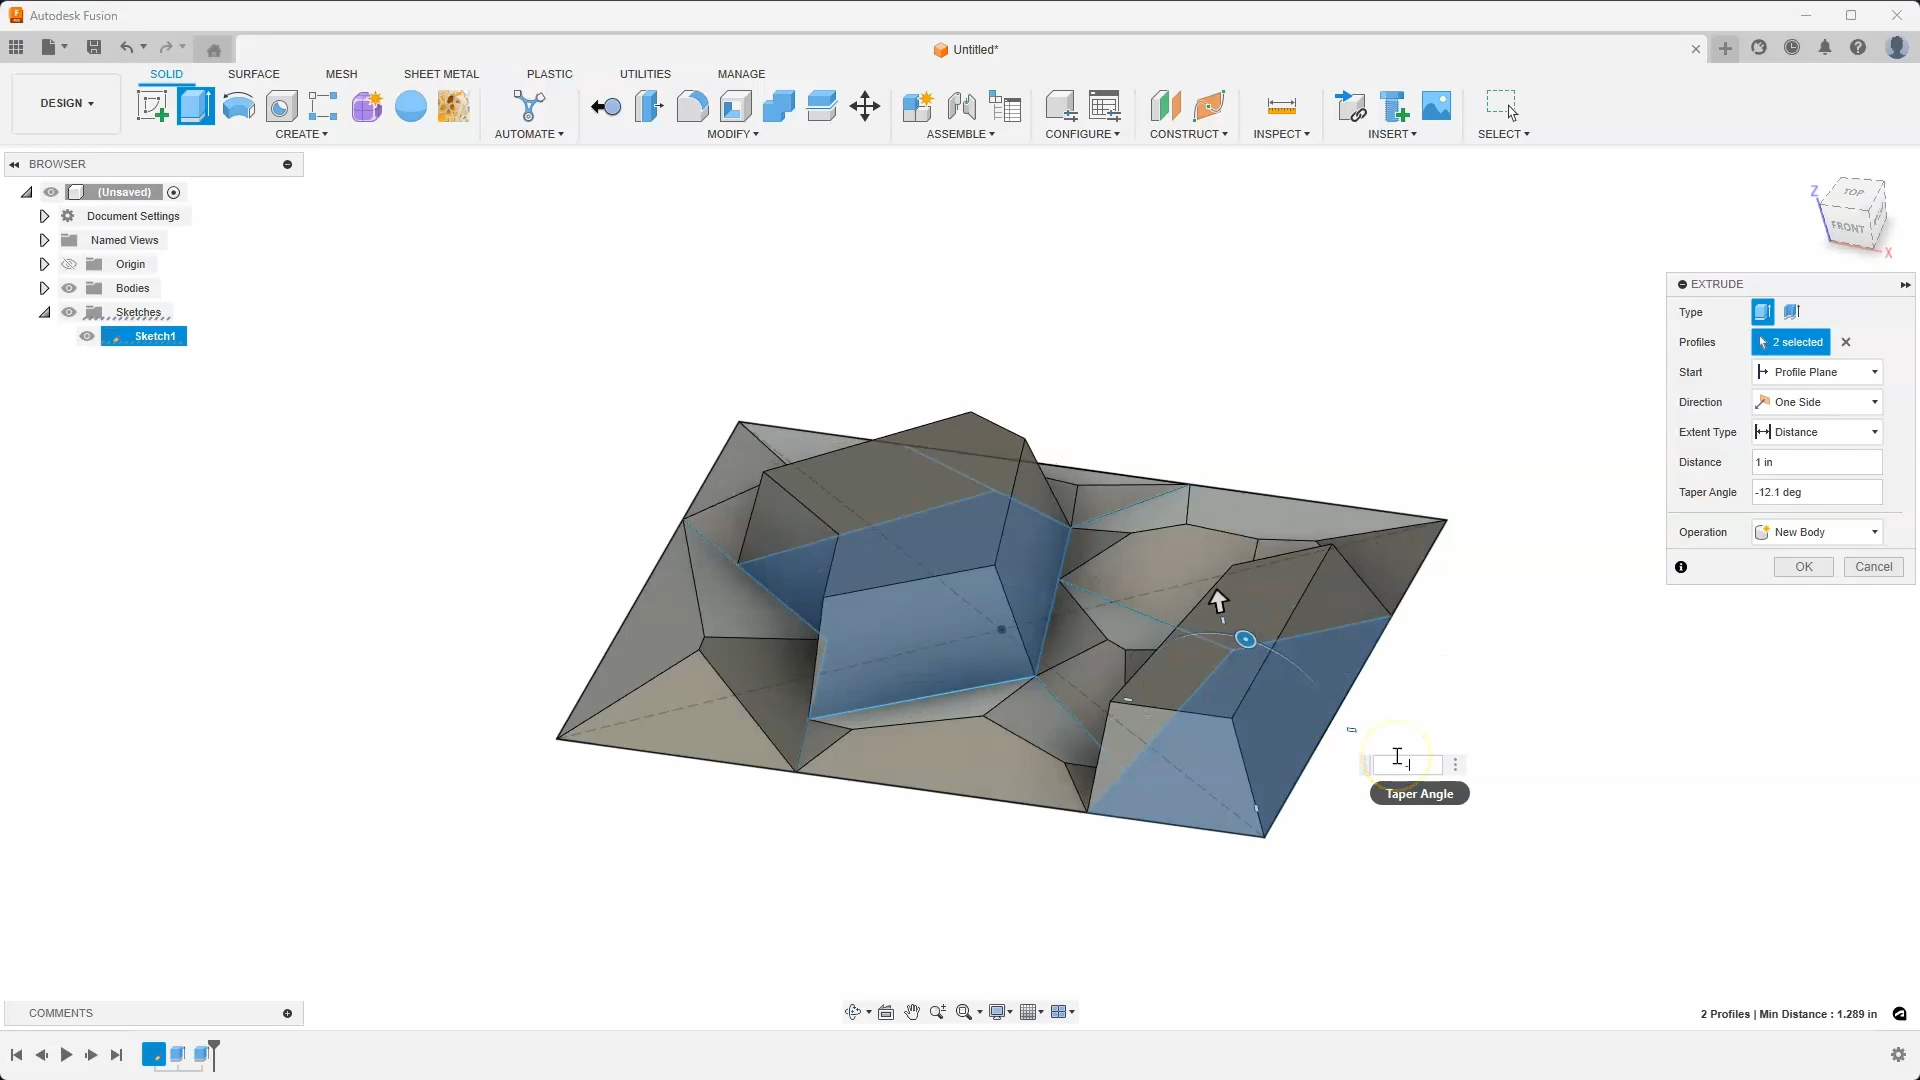 Autodesk Fusion
Untitled*
DESIGN
SOLID
SURFACE
MESH
SHEET METAL
PLASTIC
UTILITIES
MANAGE
CREATE
AUTOMATE
MODIFY
ASSEMBLE
CONFIGURE
CONSTRUCT
INSPECT
INSERT
SELECT
BROWSER
(Unsaved)
Document Settings
Named Views
Origin
Bodies
Sketches
Sketch1
TOP
FRONT
Z
X
EXTRUDE
Type
Profiles
2 selected
Start
Profile Plane
Direction
One Side
Extent Type
Distance
Distance
1 in
Taper Angle
-12.1 deg
Operation
New Body
OK
Cancel
-
Taper Angle
COMMENTS
2 Profiles | Min Distance : 1.289 in